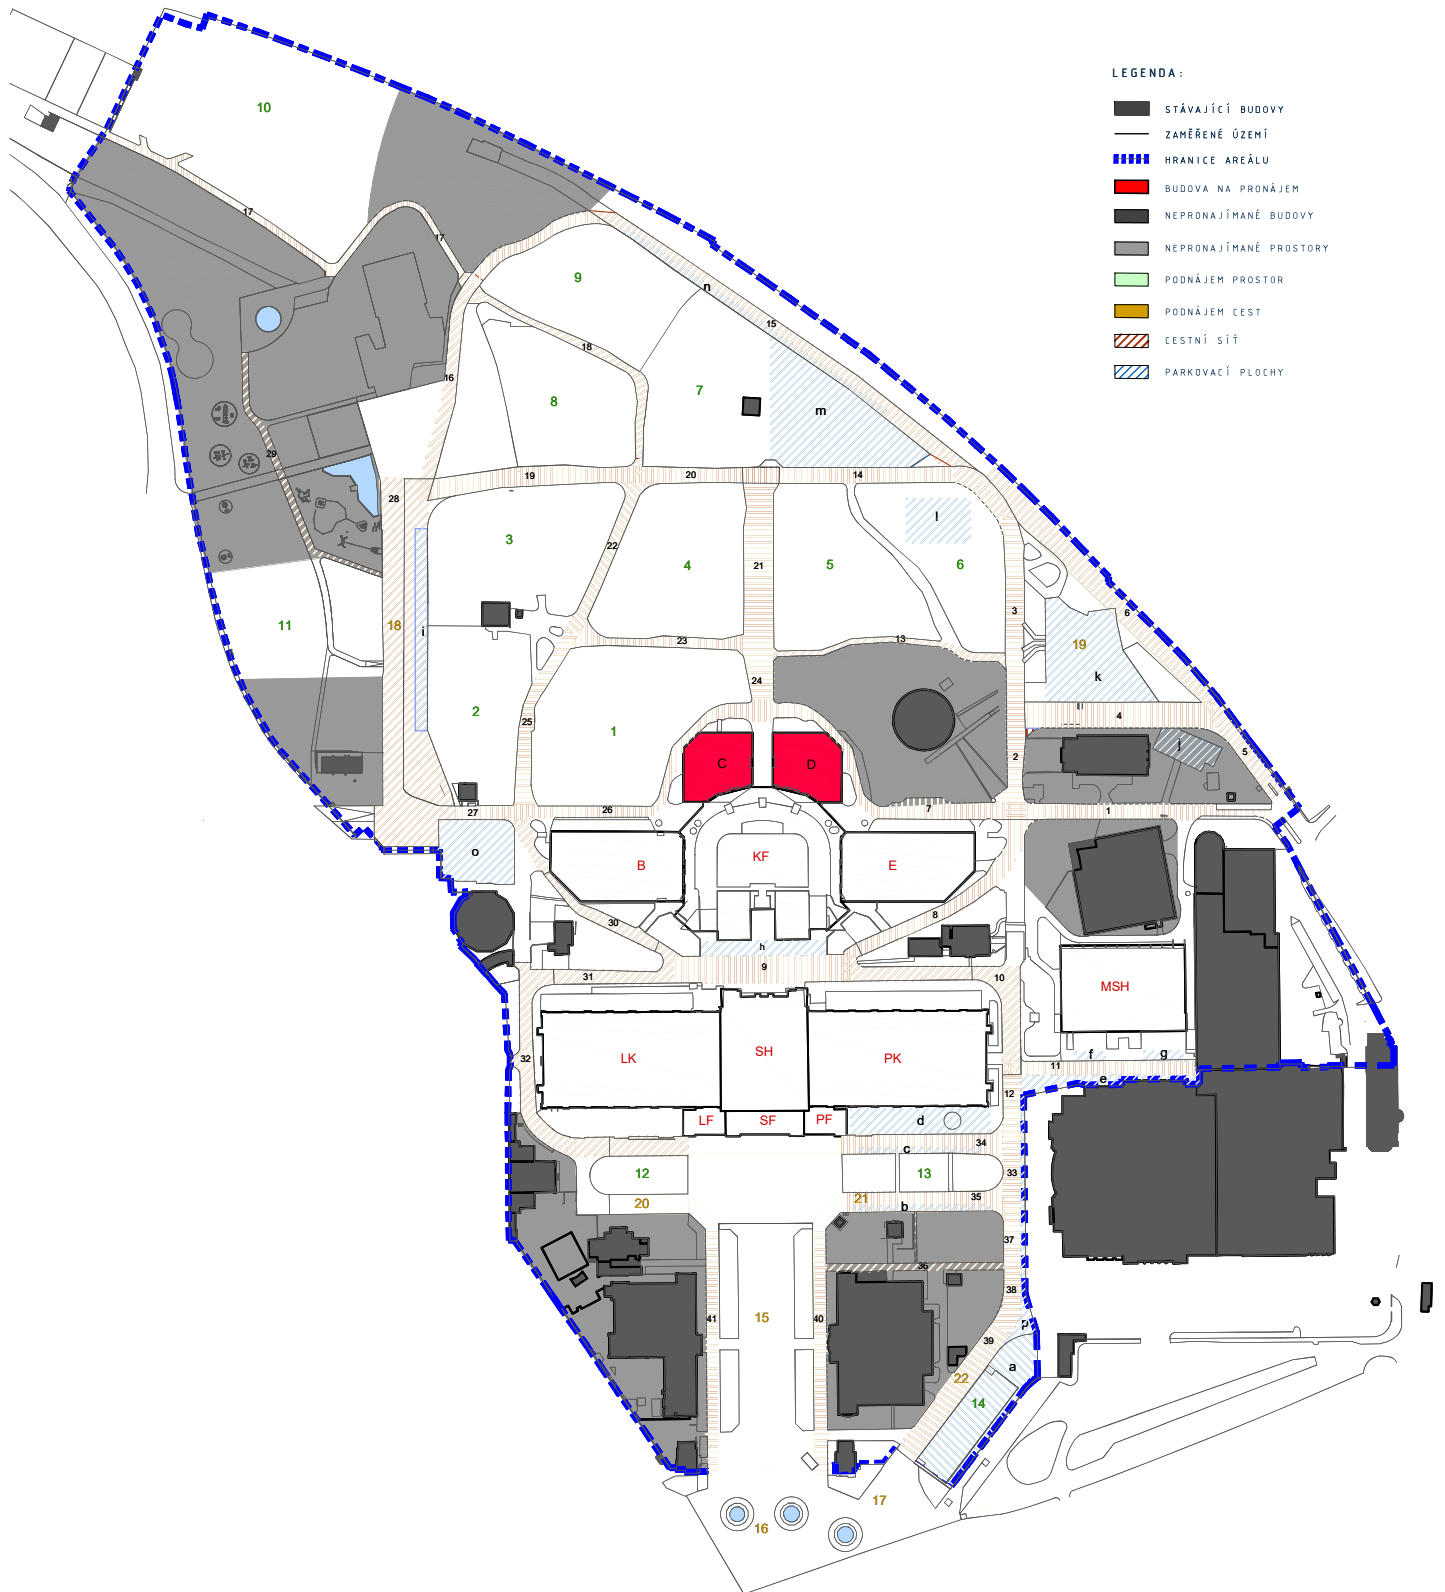 LEGENDA:
STÁVAJÍCÍ BUDOVY
ZAMĚŘENÉ ÚZEMÍ
HRANICE AREÁLU
BUDOVA NA PRONÁJEM
NEPRONAJÍMANÉ BUDOVY
NEPRONAJÍMANÉ PROSTORY
PODNÁJEM PROSTOR
PODNÁJEM CEST
CESTNÍ SÍŤ
PARKOVACÍ PLOCHY
10
17
17
9
n
15
18
16
8
7
m
29
28
19
20
14
l
3
22
4
21
5
6
11
18
i
23
13
3
6
19
k
24
2
25
1
C
D
2
4
j
5
27
26
7
1
o
B
KF
E
30
h
8
31
9
10
MSH
32
LK
SH
PK
f
g
11
e
12
LF
SF
PF
d
34
c
12
13
33
20
21
35
b
37
36
38
41
15
40
39
p
a
22
14
17
16